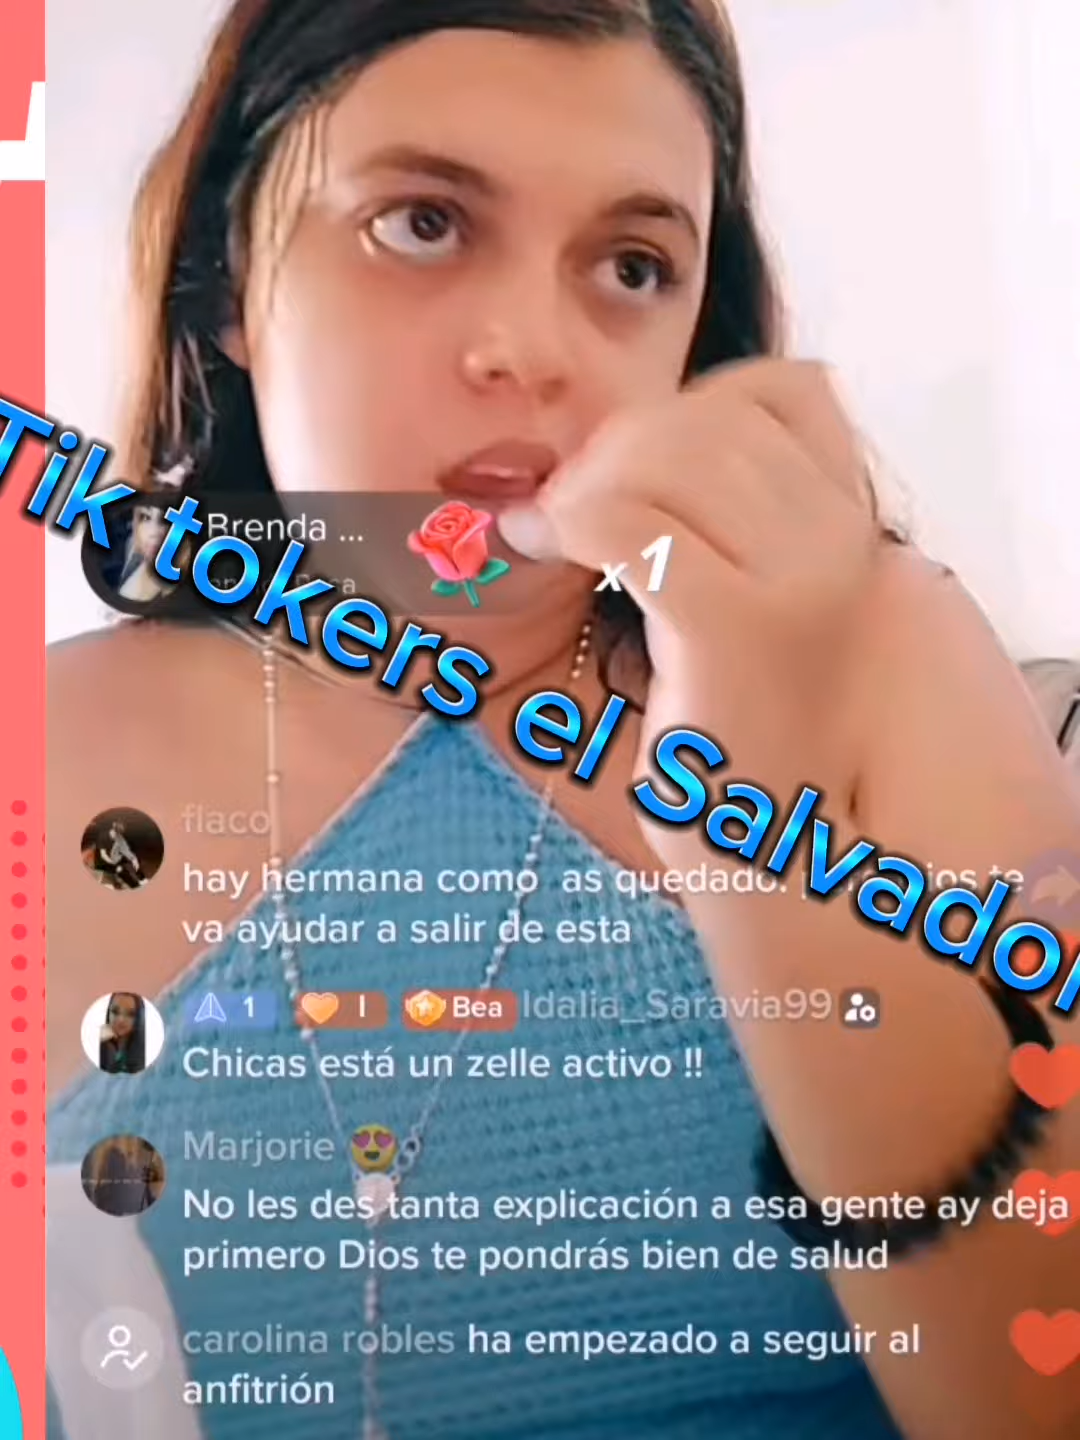 Brenda ...
x1
Tik tokers el Salvador
flaco
hay hermana como as quedado. te
va ayudar a salir de esta
1 I Bea Idalia_Saravia99
Chicas está un zelle activo !!
Marjorie 😍
No les des tanta explicación a esa gente ay deja
primero Dios te pondrás bien de salud
carolina robles ha empezado a seguir al
anfitrión